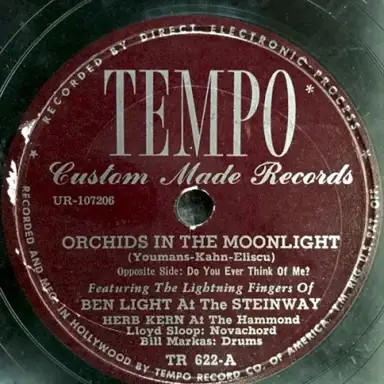 RECORDED BY DIRECT ELECTRONIC-PROCESS
TEMPO*
Custom Made Records
UR-107206
ORCHIDS IN THE MOONLIGHT
(Youmans-Kahn-Eliscu)
Opposite Side: Do You Ever Think Of Me?
Featuring The Lightning Fingers Of
BEN LIGHT At The STEINWAY
HERB KERN At The Hammond
Lloyd Sloop: Novachord
Bill Markas: Drums
TR 622-A
RECORDED AND MFG. IN HOLLYWOOD BY TEMPO RECORD CO. OF AMERICA. *T.M. REG. U.S. PAT. OFF.